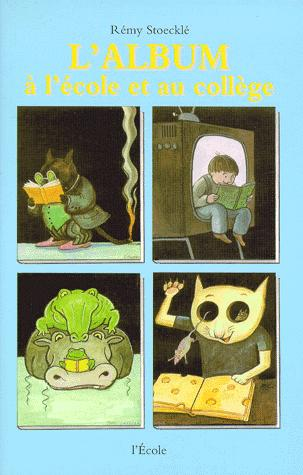 Rémy Stoecklé
L'ALBUM
à l'école et au collège
l'École